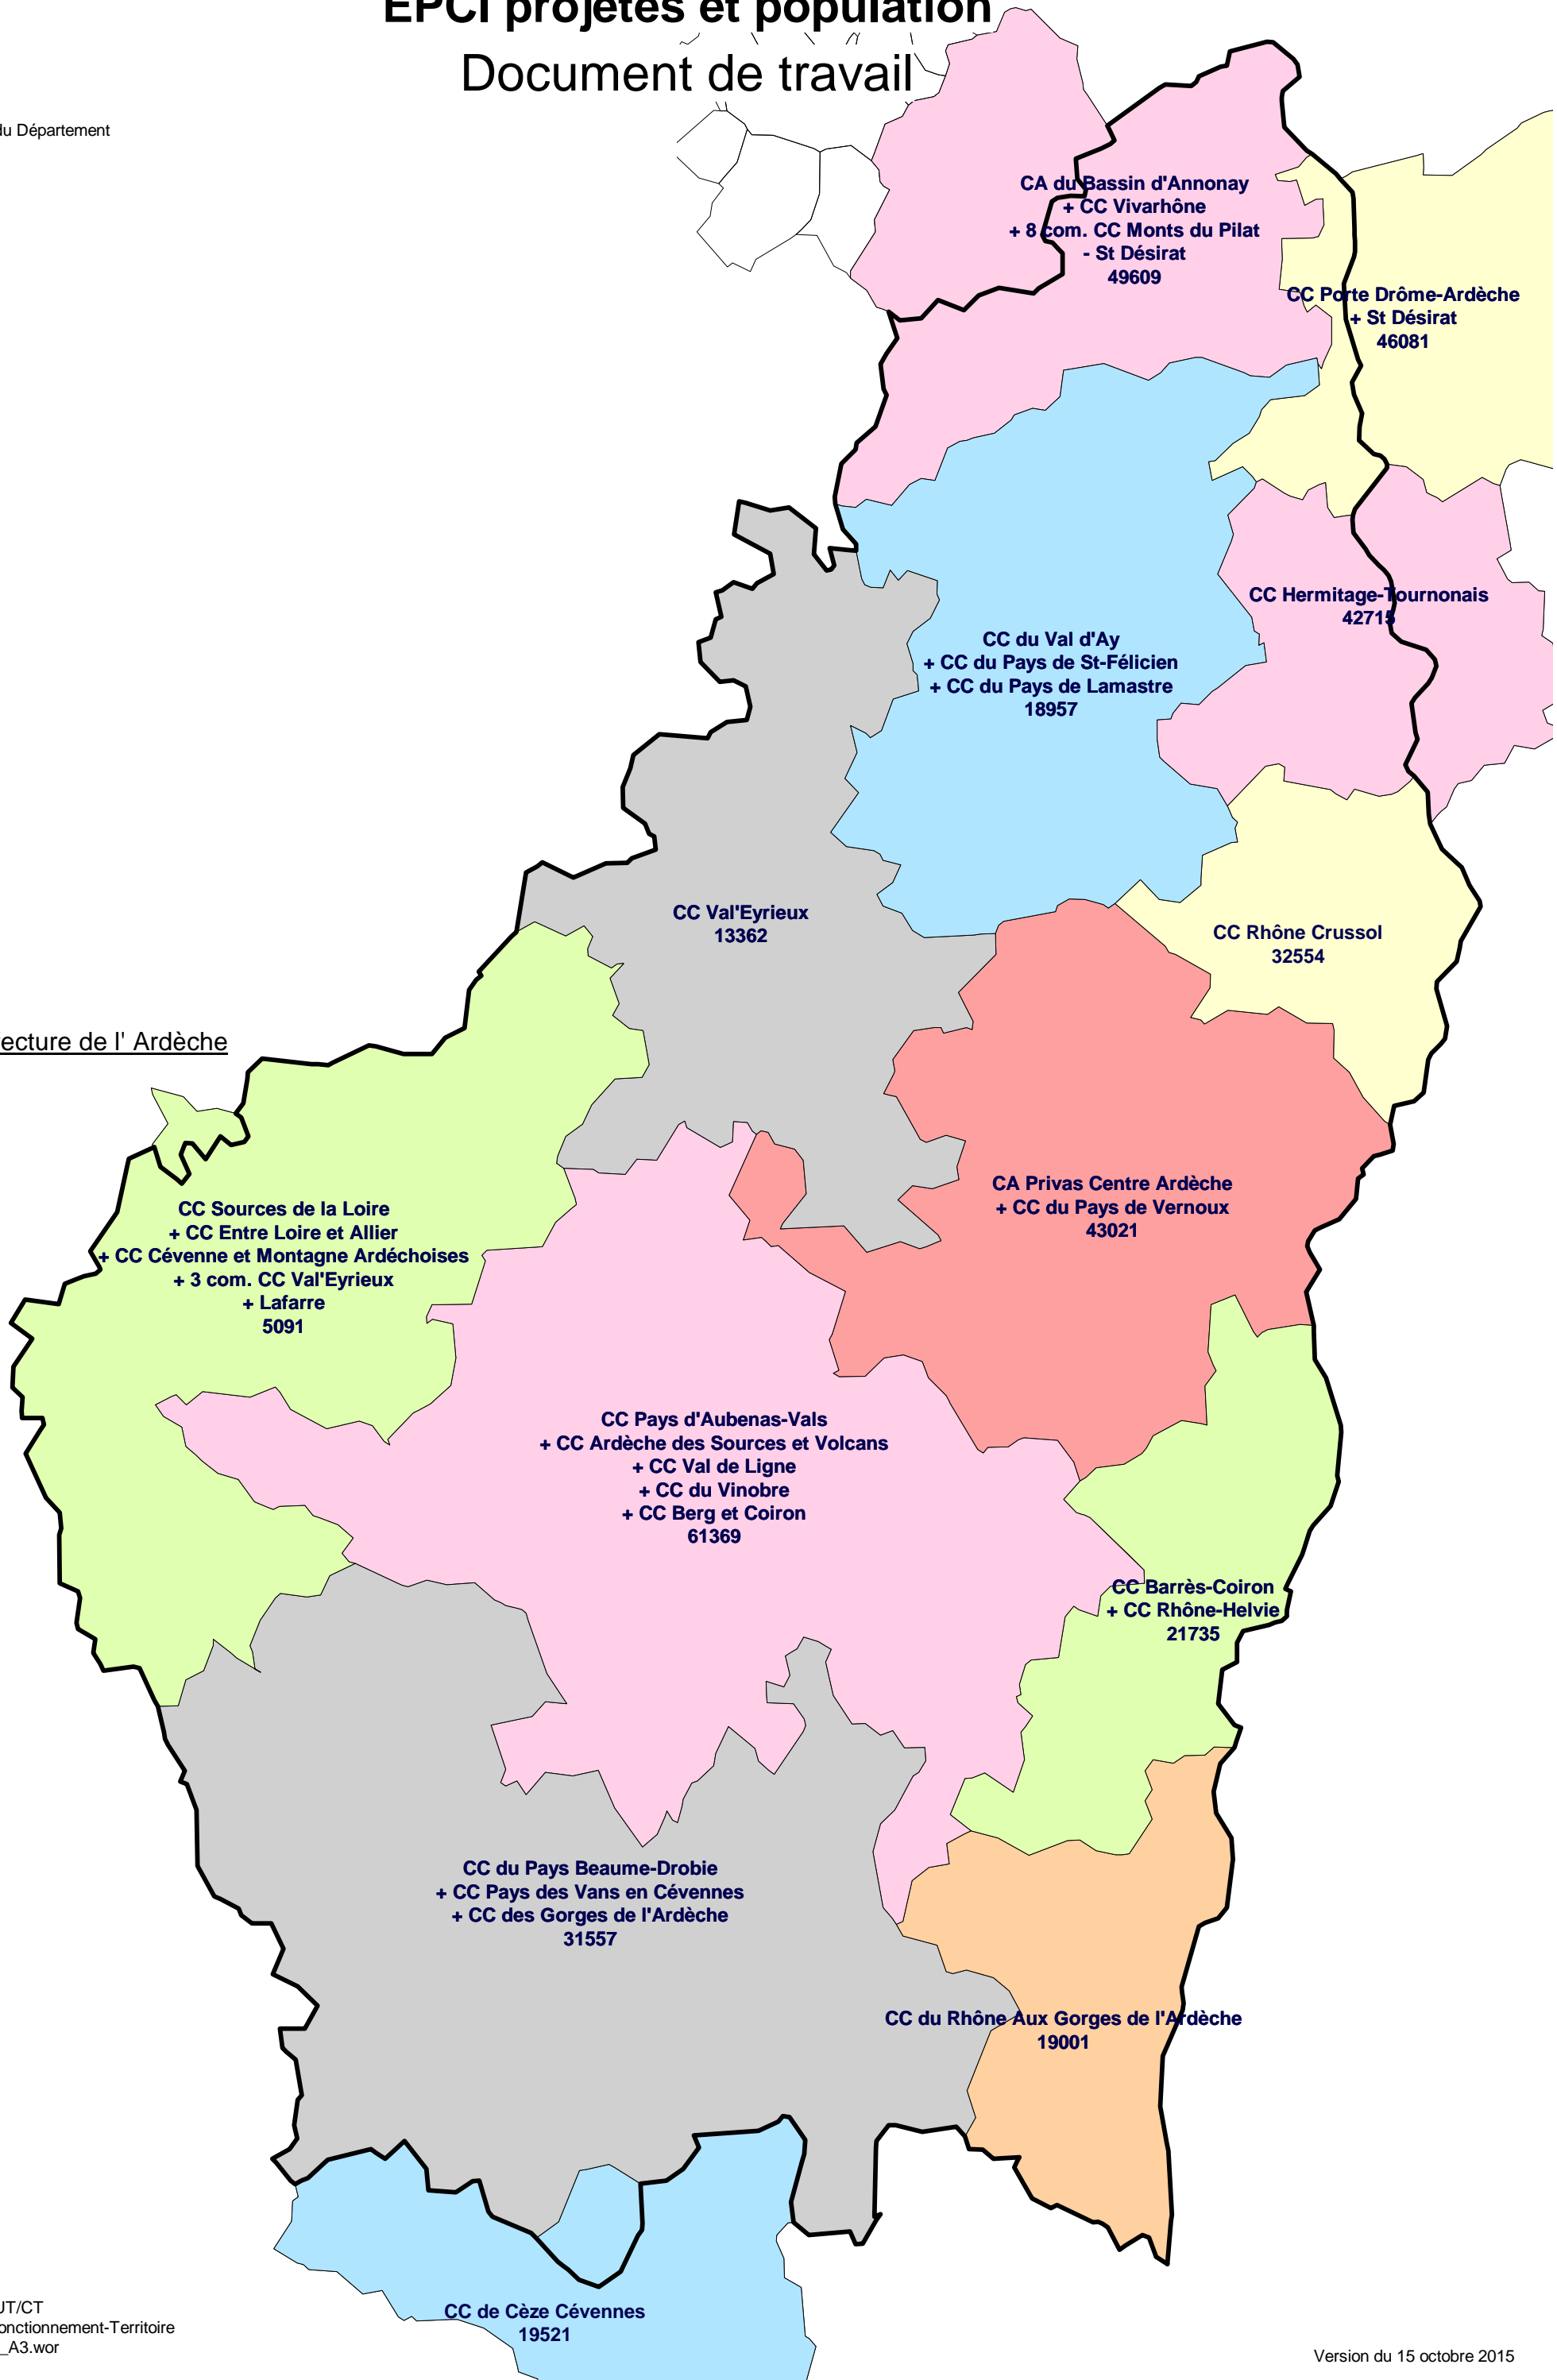 EPCI projetés et population
Document de travail
du Département
CA du Bassin d'Annonay
+ CC Vivarhône
+ 8 com. CC Monts du Pilat
- St Désirat
49609
CC Porte Drôme-Ardèche
+ St Désirat
46081
CC Hermitage-Tournonais
42715
CC du Val d'Ay
+ CC du Pays de St-Félicien
+ CC du Pays de Lamastre
18957
CC Val'Eyrieux
13362
CC Rhône Crussol
32554
ecture de l' Ardèche
CA Privas Centre Ardèche
+ CC du Pays de Vernoux
43021
CC Sources de la Loire
+ CC Entre Loire et Allier
+ CC Cévenne et Montagne Ardéchoises
+ 3 com. CC Val'Eyrieux
+ Lafarre
5091
CC Pays d'Aubenas-Vals
+ CC Ardèche des Sources et Volcans
+ CC Val de Ligne
+ CC du Vinobre
+ CC Berg et Coiron
61369
CC Barrès-Coiron
+ CC Rhône-Helvie
21735
CC du Pays Beaume-Drobie
+ CC Pays des Vans en Cévennes
+ CC des Gorges de l'Ardèche
31557
CC du Rhône Aux Gorges de l'Ardèche
19001
CC de Cèze Cévennes
19521
UT/CT
onctionnement-Territoire
_A3.wor
Version du 15 octobre 2015